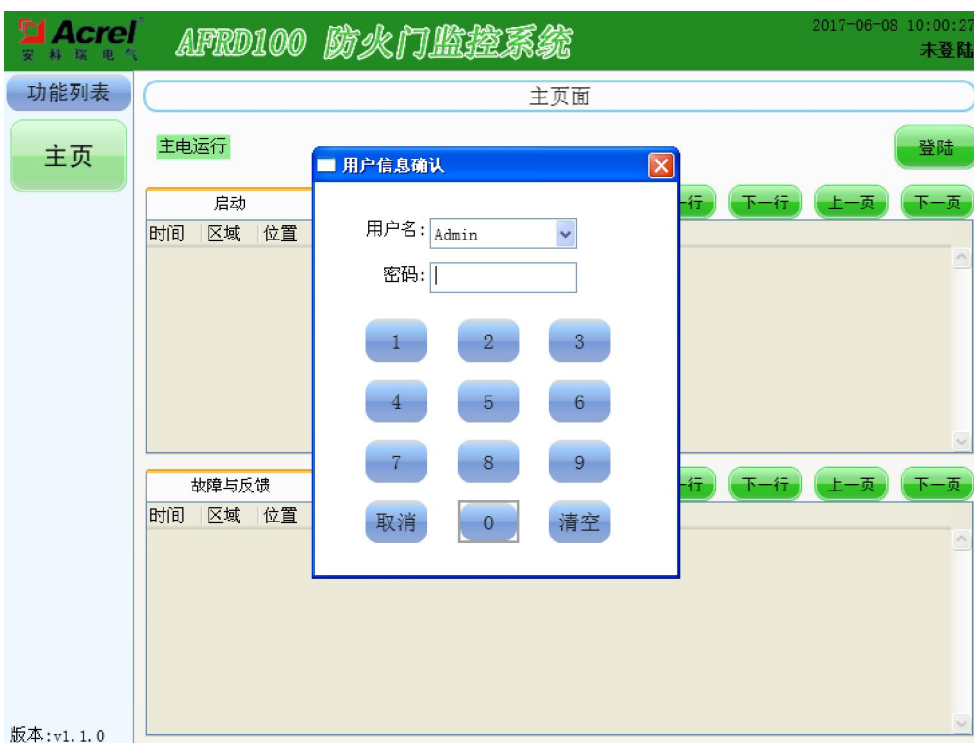 Acrel
安科瑞电气
AFRD100 防火门监控系统
2017-06-08 10:00:27
未登陆
功能列表
主页面
主页
主电运行
登陆
用户信息确认
启动
行 下一行 上一页 下一页
时间 区域 位置
用户名: Admin
密码:
1 2 3
4 5 6
7 8 9
故障与反馈
行 下一行 上一页 下一页
时间 区域 位置
取消 0 清空
版本:v1.1.0